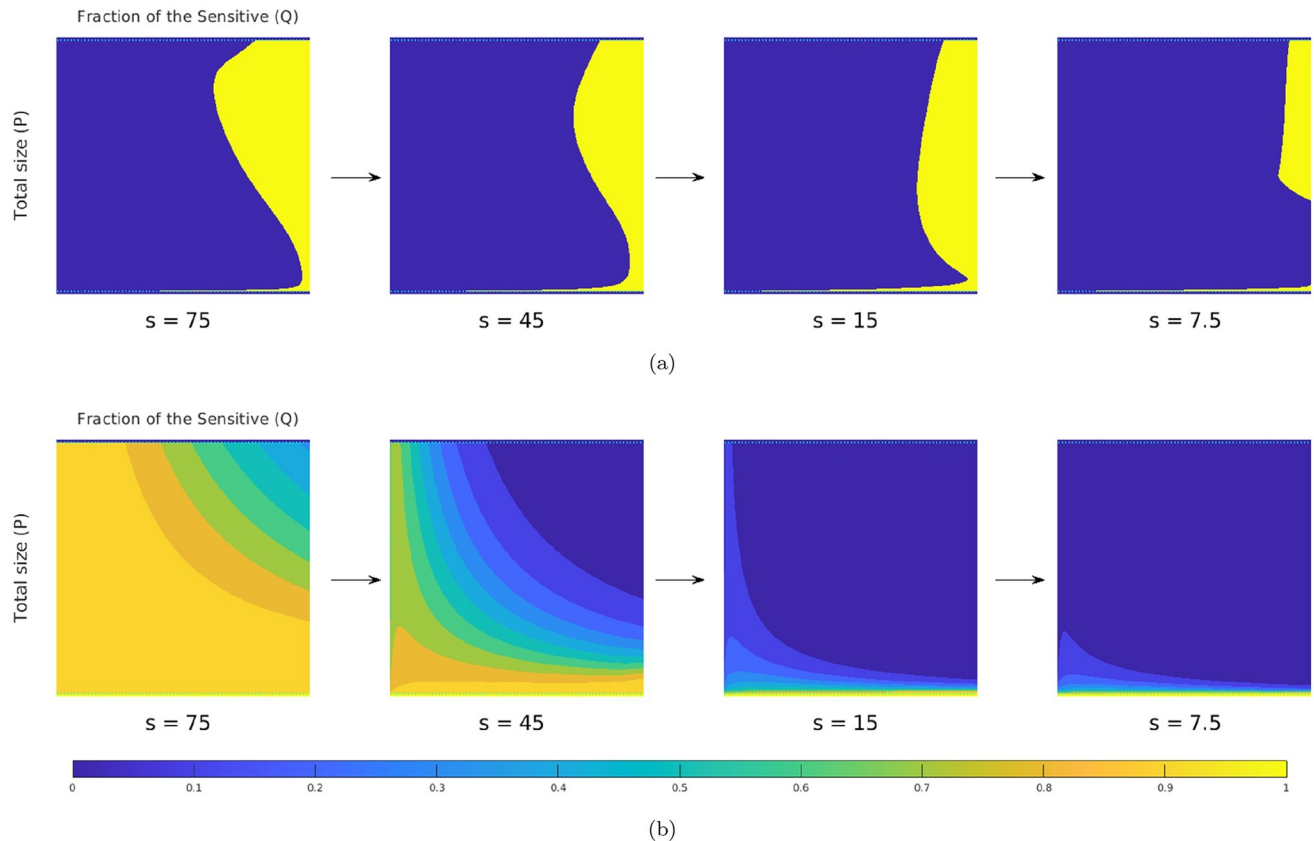 Fraction of the Sensitive (Q)
Total size (P)
s = 75
s = 45
s = 15
s = 7.5
(a)
Fraction of the Sensitive (Q)
Total size (P)
s = 75
s = 45
s = 15
s = 7.5
0 0.1 0.2 0.3 0.4 0.5 0.6 0.7 0.8 0.9 1
(b)